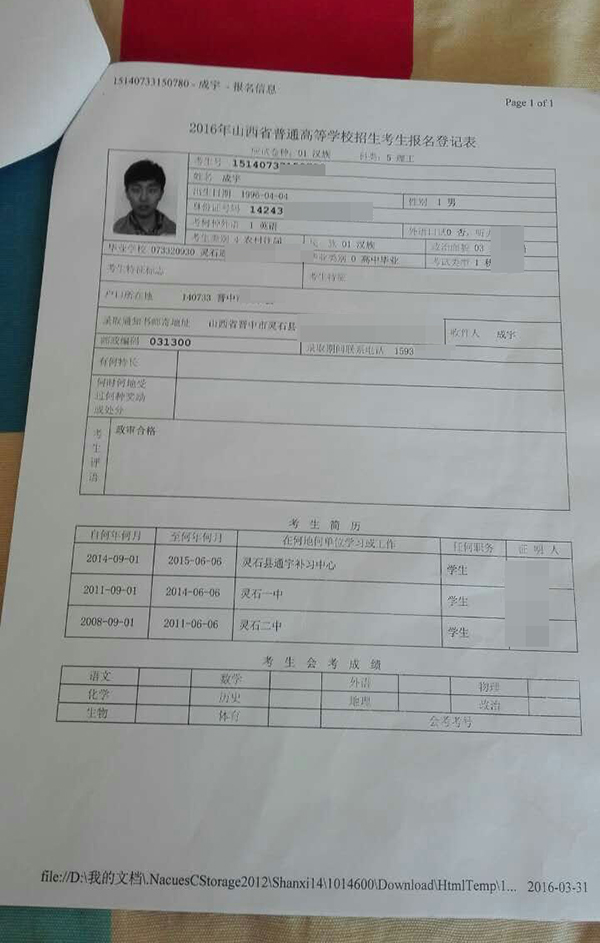 15140733150780 - 成宇 - 报名信息
Page 1 of 1
2016年山西省普通高等学校招生考生报名登记表
应试卷种: 01 汉族 科类: 5 理工
考生号 15140733150780
姓名 成宇
出生日期 1996-04-04 性别 1 男
身份证号码 14243
考何种外语 1 英语 外语口试0 否, 听力
考生类别 4 农村往届 民 族 01 汉族 政治面貌 03
毕业学校 073320930 灵石 毕业类别 0 高中毕业 考试类型 1
考生特征标志 考生特征
户口所在地 140733 晋中
录取通知书邮寄地址 山西省晋中市灵石县 收件人 成宇
邮政编码 031300 录取期间联系电话 1593
有何特长
何时何地受
过何种奖励
或处分
考生评语 政审合格
考 生 简 历
自何年何月 至何年何月 在何地何单位学习或工作 任何职务 证 明 人
2014-09-01 2015-06-06 灵石县通宇补习中心 学生
2011-09-01 2014-06-06 灵石一中 学生
2008-09-01 2011-06-06 灵石二中 学生
考 生 会 考 成 绩
语文 数学 外语 物理
化学 历史 地理 政治
生物 体育 会考考号
file://D:\我的文档\.NacuesCStorage2012\Shanxi14\1014600\Download\HtmlTemp\1... 2016-03-31